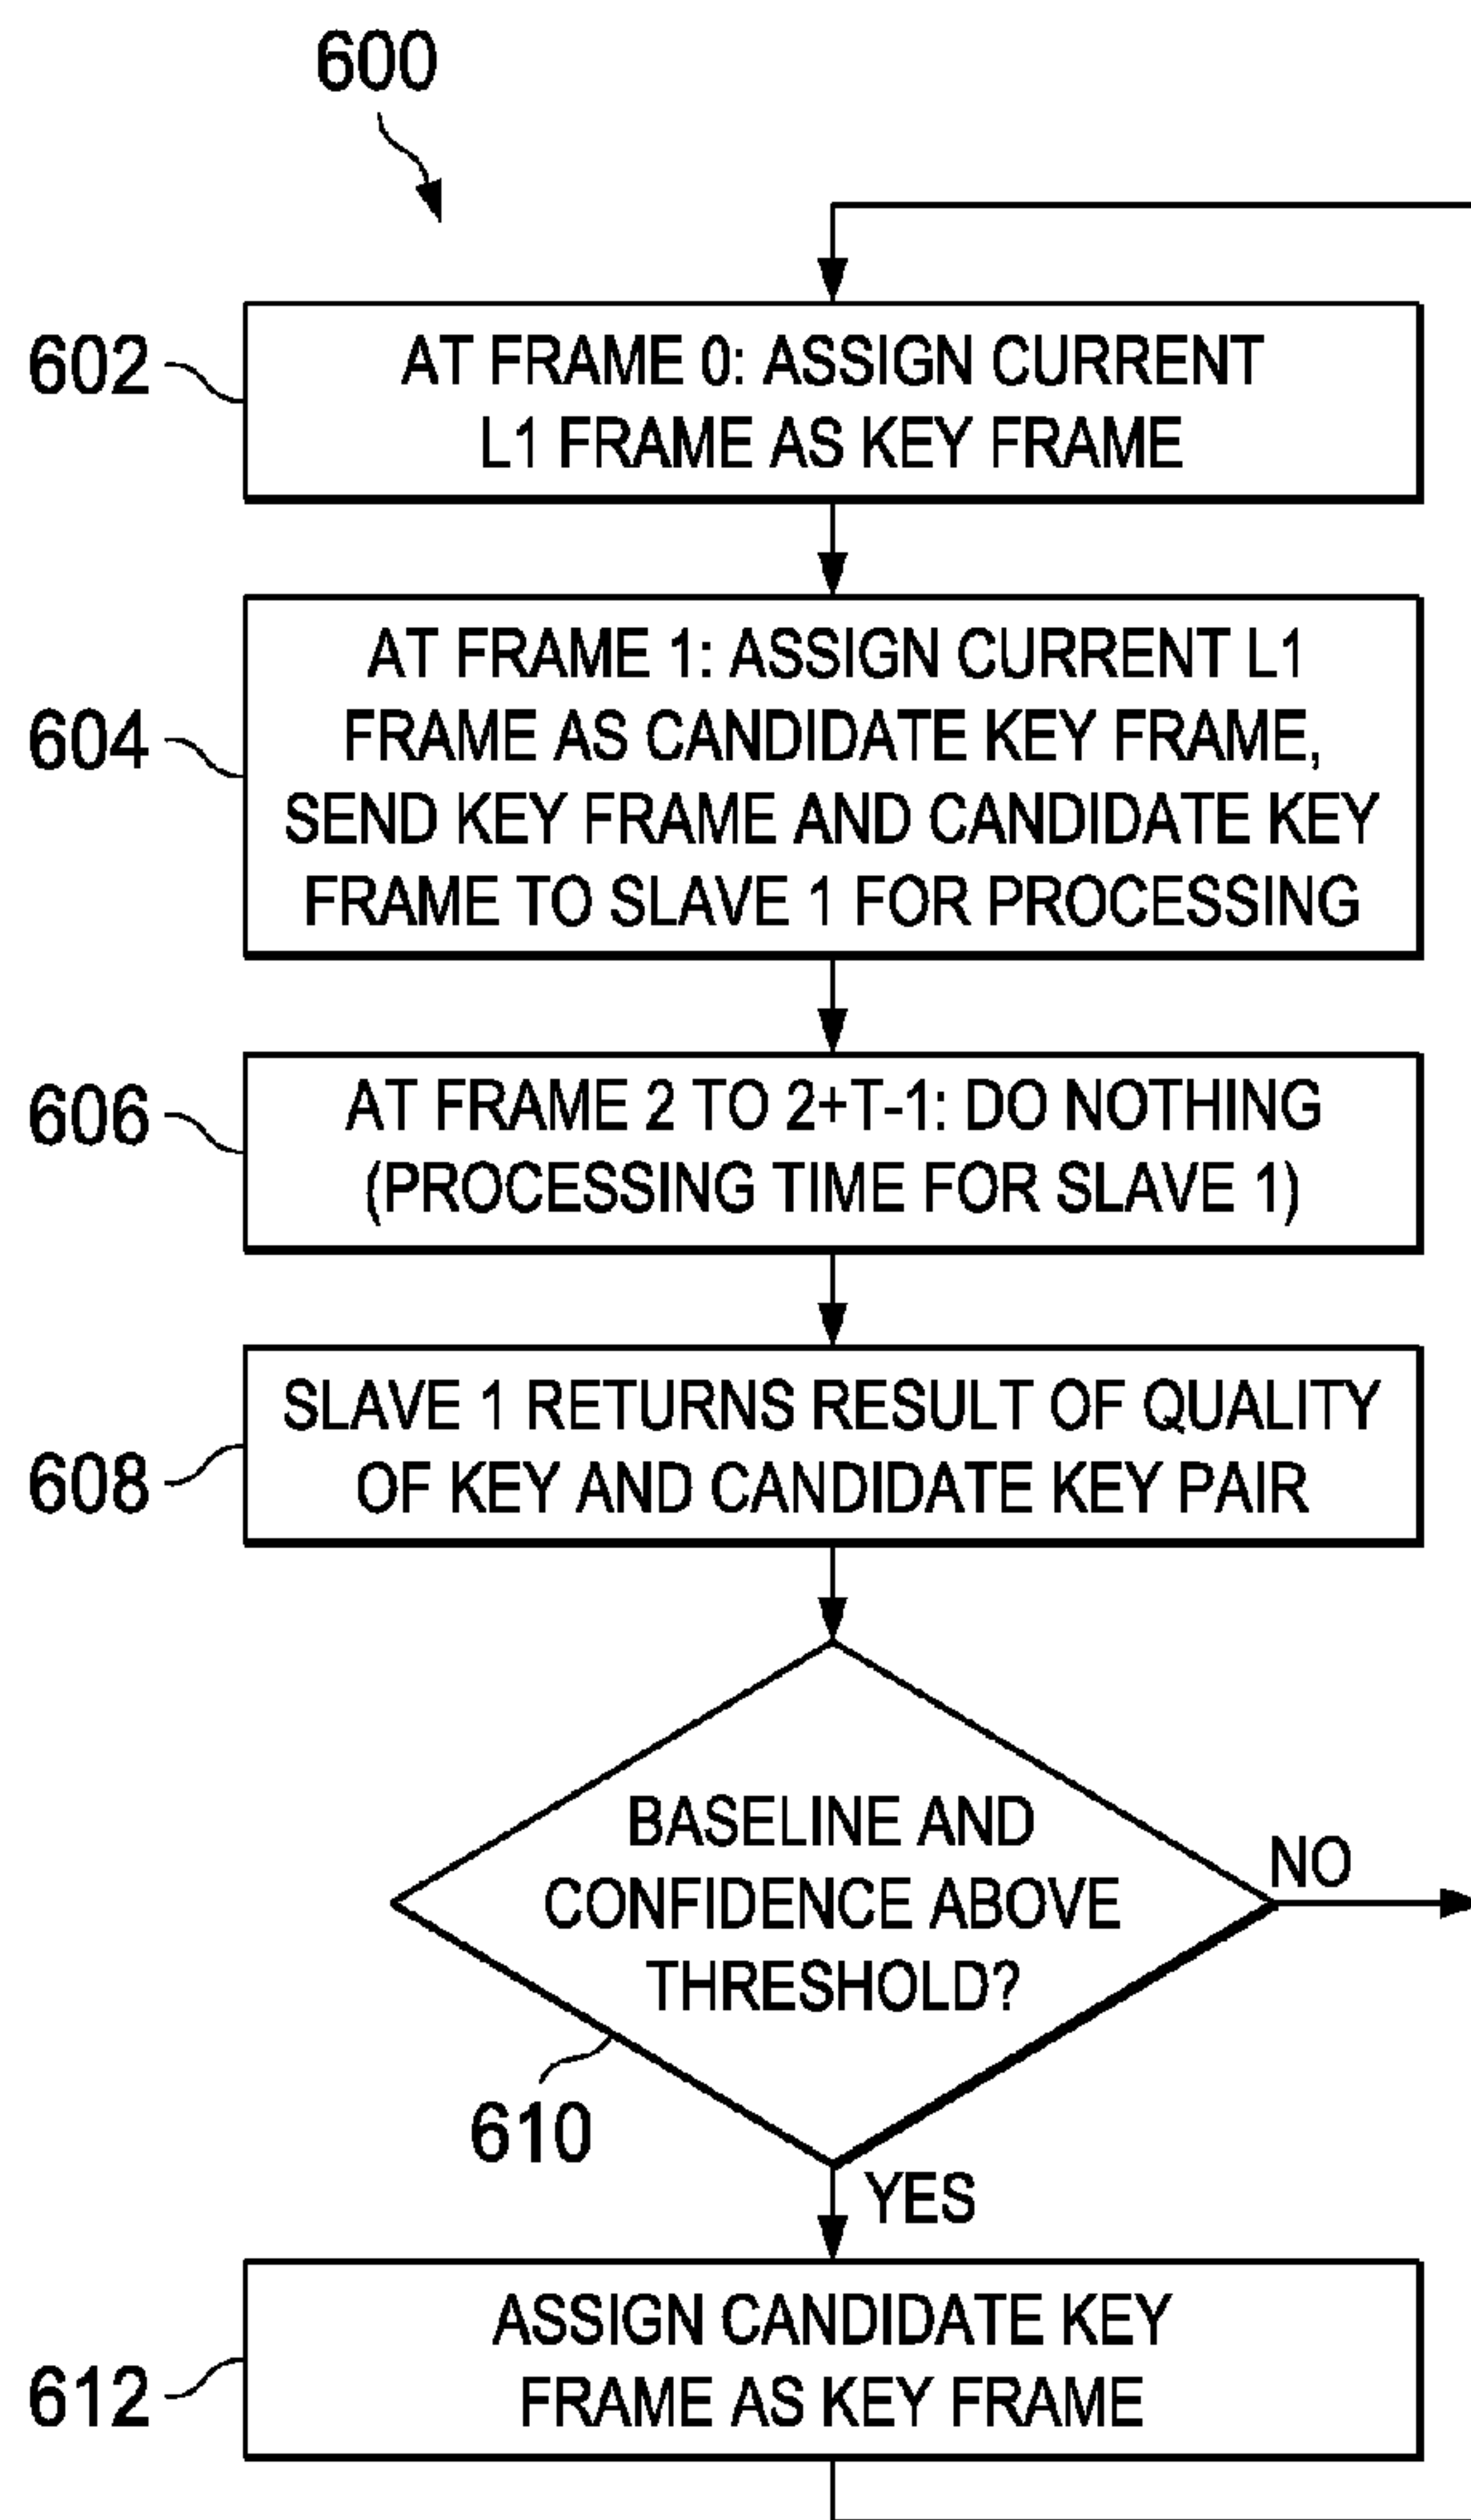 600
602
AT FRAME 0: ASSIGN CURRENT
L1 FRAME AS KEY FRAME
604
AT FRAME 1: ASSIGN CURRENT L1
FRAME AS CANDIDATE KEY FRAME,
SEND KEY FRAME AND CANDIDATE KEY
FRAME TO SLAVE 1 FOR PROCESSING
606
AT FRAME 2 TO 2+T-1: DO NOTHING
(PROCESSING TIME FOR SLAVE 1)
608
SLAVE 1 RETURNS RESULT OF QUALITY
OF KEY AND CANDIDATE KEY PAIR
BASELINE AND
CONFIDENCE ABOVE
THRESHOLD?
NO
610
YES
612
ASSIGN CANDIDATE KEY
FRAME AS KEY FRAME